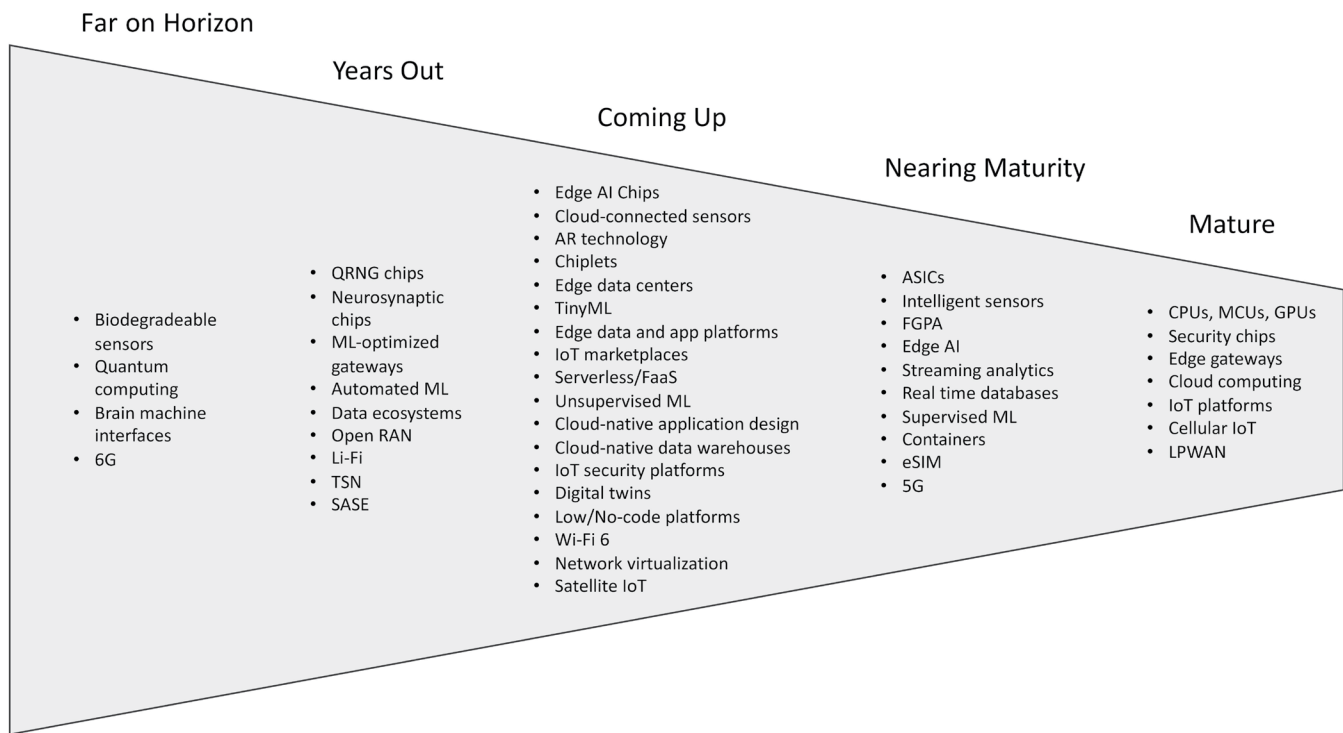 Far on Horizon
• Biodegradeable
sensors
• Quantum
computing
• Brain machine
interfaces
• 6G
Years Out
• QRNG chips
• Neurosynaptic
chips
• ML-optimized
gateways
• Automated ML
• Data ecosystems
• Open RAN
• Li-Fi
• TSN
• SASE
Coming Up
• Edge AI Chips
• Cloud-connected sensors
• AR technology
• Chiplets
• Edge data centers
• TinyML
• Edge data and app platforms
• IoT marketplaces
• Serverless/FaaS
• Unsupervised ML
• Cloud-native application design
• Cloud-native data warehouses
• IoT security platforms
• Digital twins
• Low/No-code platforms
• Wi-Fi 6
• Network virtualization
• Satellite IoT
Nearing Maturity
• ASICs
• Intelligent sensors
• FGPA
• Edge AI
• Streaming analytics
• Real time databases
• Supervised ML
• Containers
• eSIM
• 5G
Mature
• CPUs, MCUs, GPUs
• Security chips
• Edge gateways
• Cloud computing
• IoT platforms
• Cellular IoT
• LPWAN